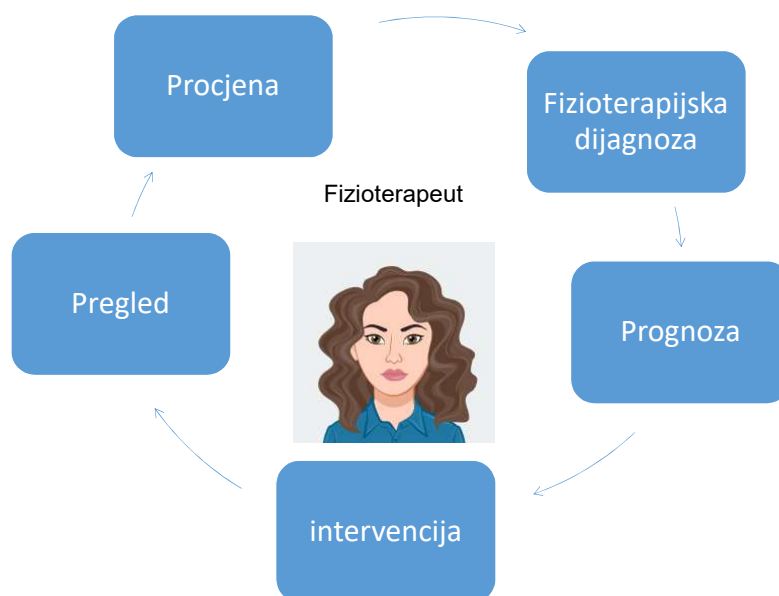 Procjena
Fizioterapijska
dijagnoza
Fizioterapeut
Pregled
Prognoza
intervencija